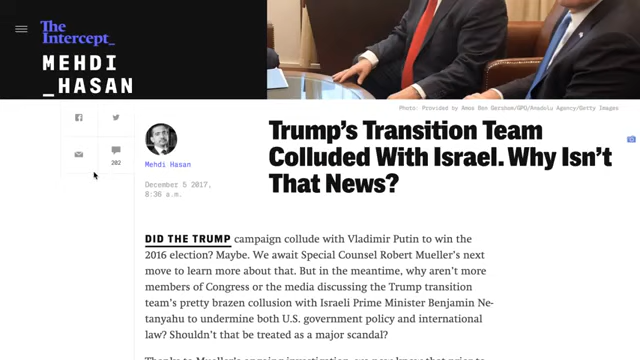 The
Intercept_
MEHDI
_HASAN
Photo: Provided by Amos Ben Gershom/GPO/Anadolu Agency/Getty Images
Trump's Transition Team
Colluded With Israel. Why Isn't
That News?
Mehdi Hasan
202
December 5 2017,
8:36 a.m.
DID THE TRUMP campaign collude with Vladimir Putin to win the
2016 election? Maybe. We await Special Counsel Robert Mueller's next
move to learn more about that. But in the meantime, why aren't more
members of Congress or the media discussing the Trump transition
team's pretty brazen collusion with Israeli Prime Minister Benjamin Ne-
tanyahu to undermine both U.S. government policy and international
law? Shouldn't that be treated as a major scandal?